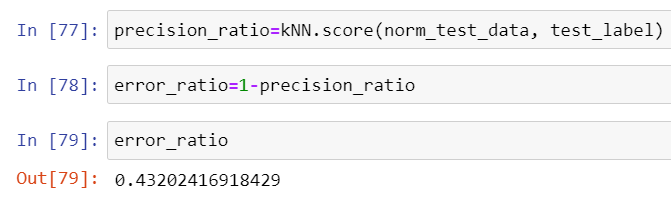 In [77]: precision_ratio=kNN.score(norm_test_data, test_label)
In [78]: error_ratio=1-precision_ratio
In [79]: error_ratio
Out[79]: 0.43202416918429